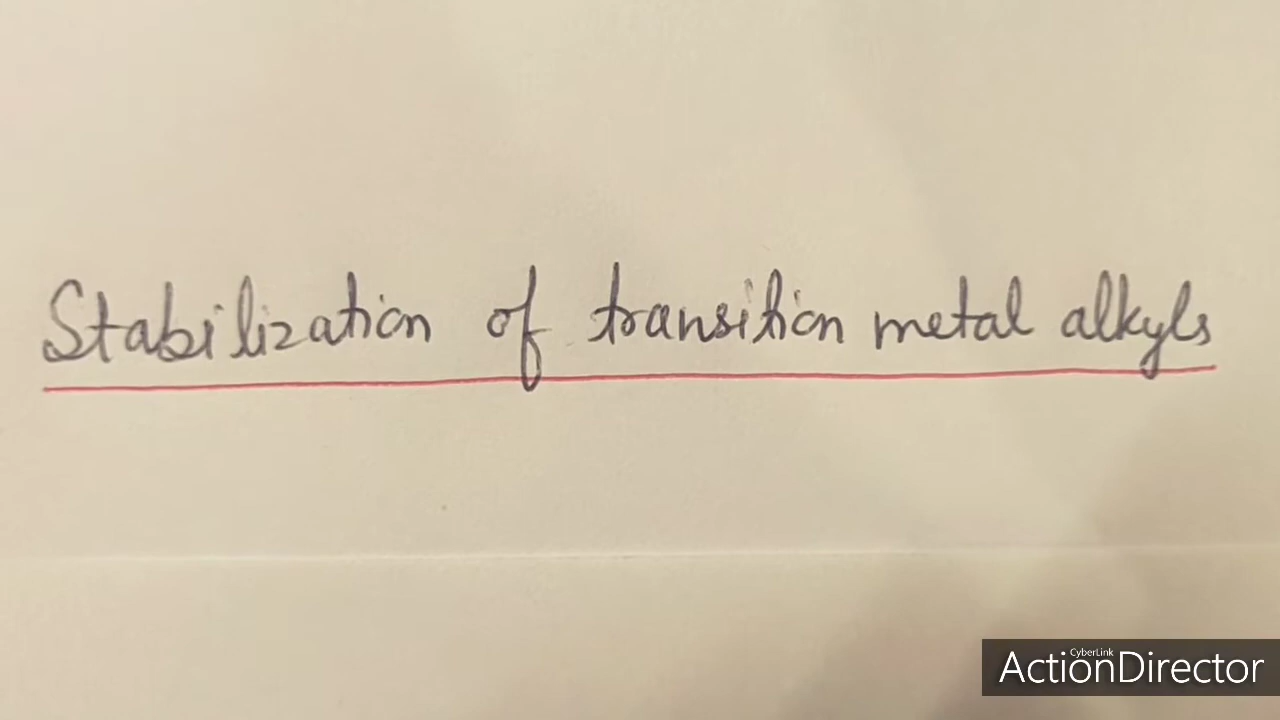 Stabilization of transition metal alkyls
CyberLink
ActionDirector